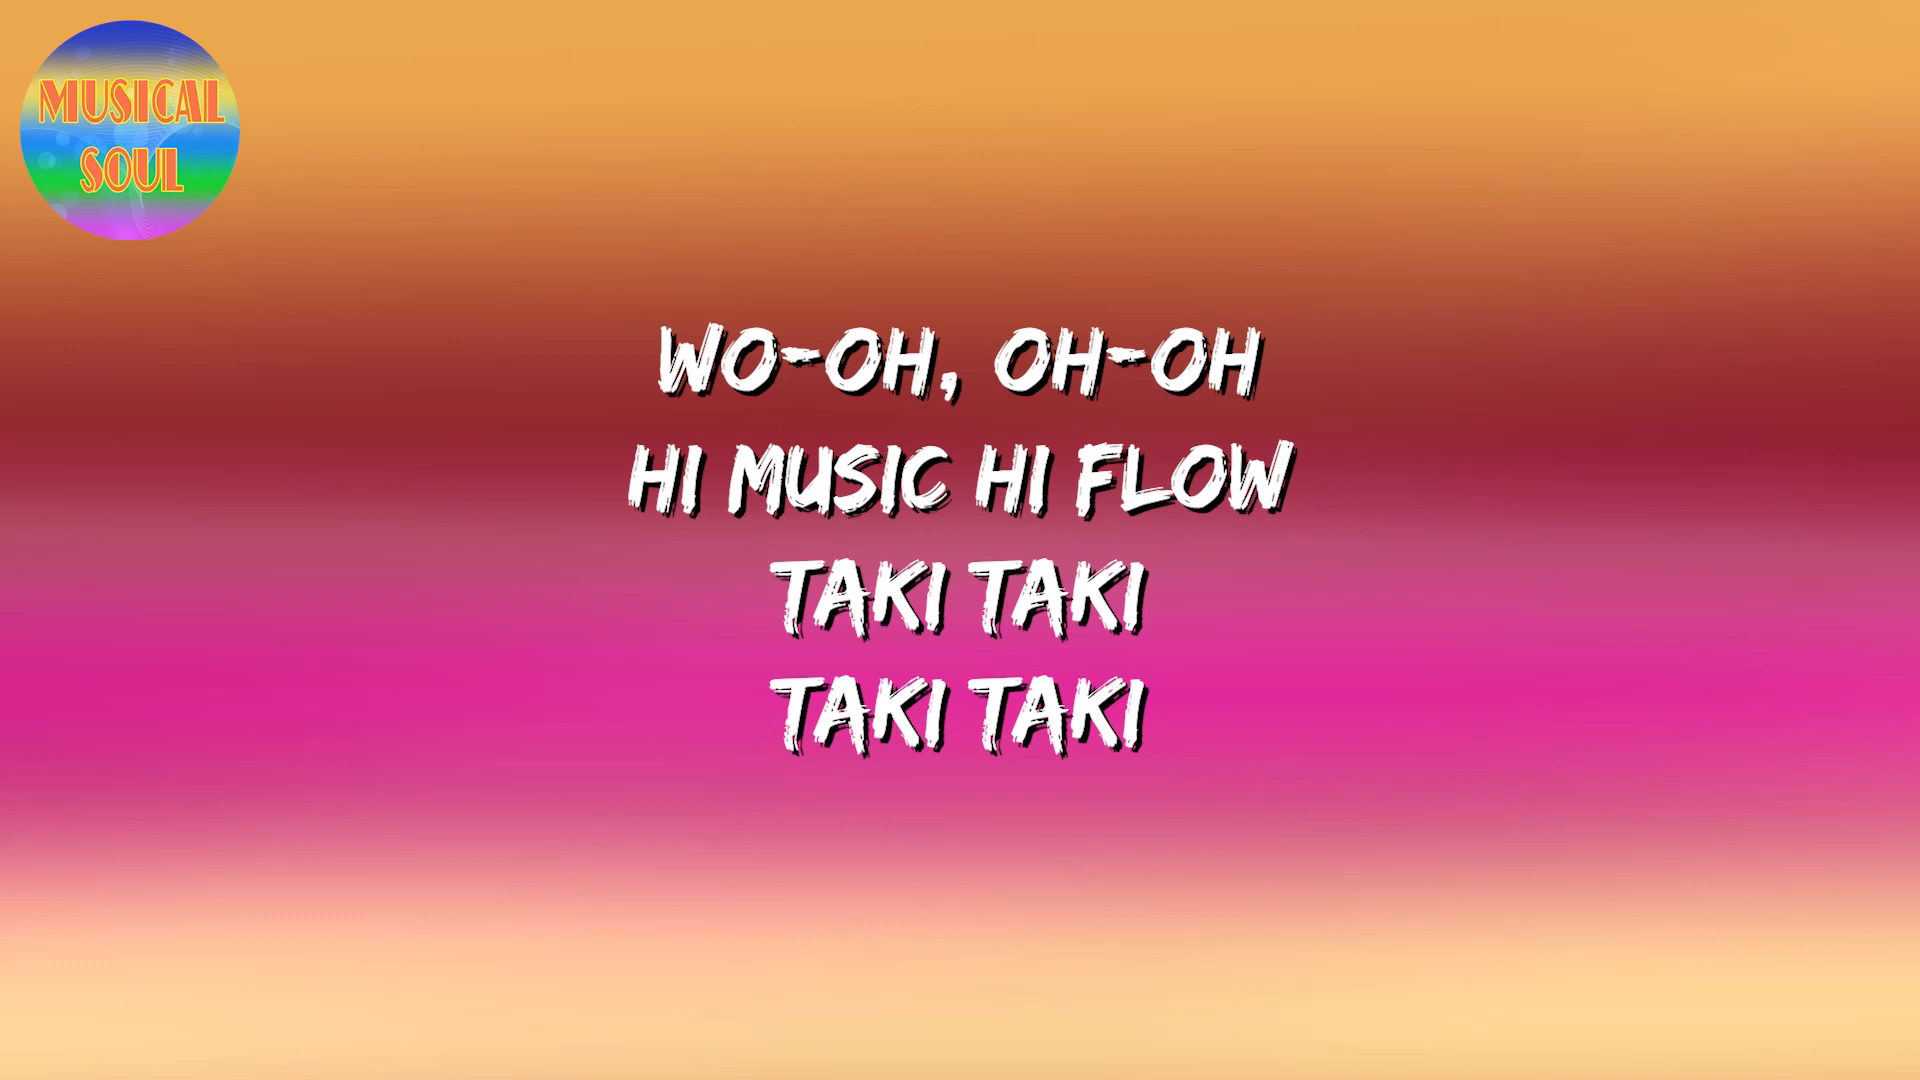 MUSICAL
SOUL
WO-OH, OH-OH
HI MUSIC HI FLOW
TAKI TAKI
TAKI TAKI